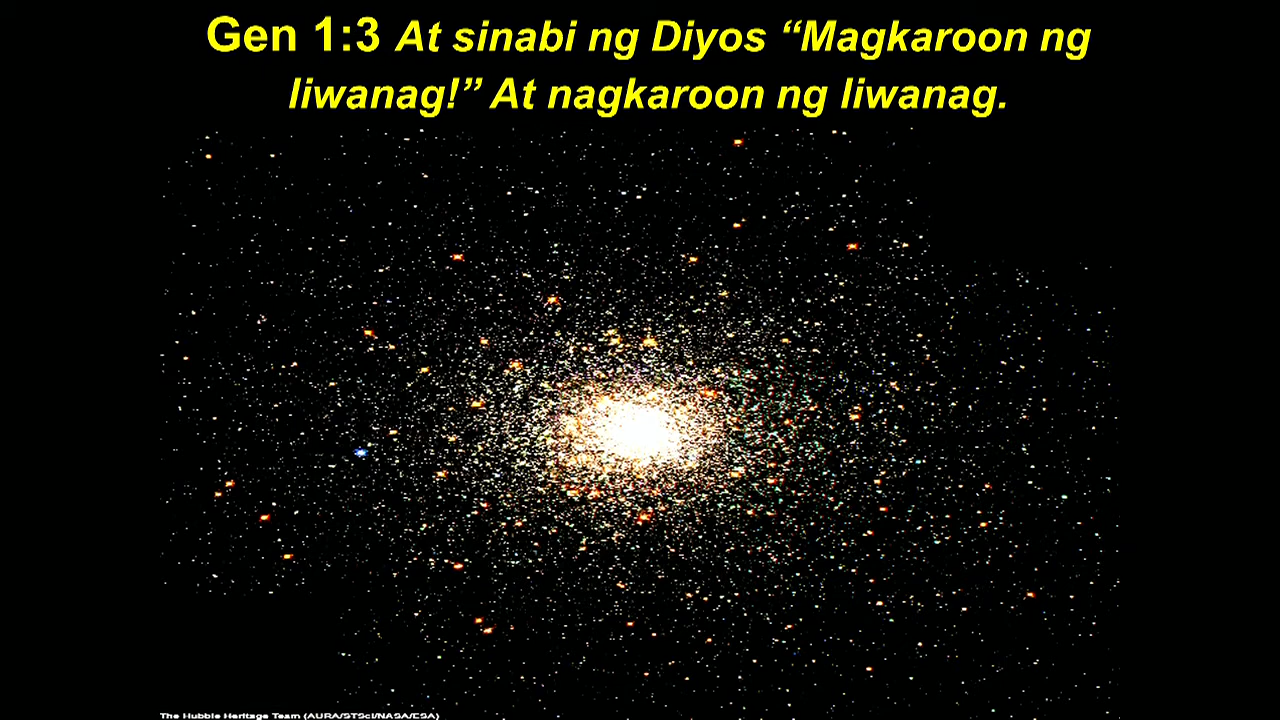 Gen 1:3 At sinabi ng Diyos “Magkaroon ng
liwanag!” At nagkaroon ng liwanag.
The Hubble Heritage Team (AURA/STScI/NASA/ESA)